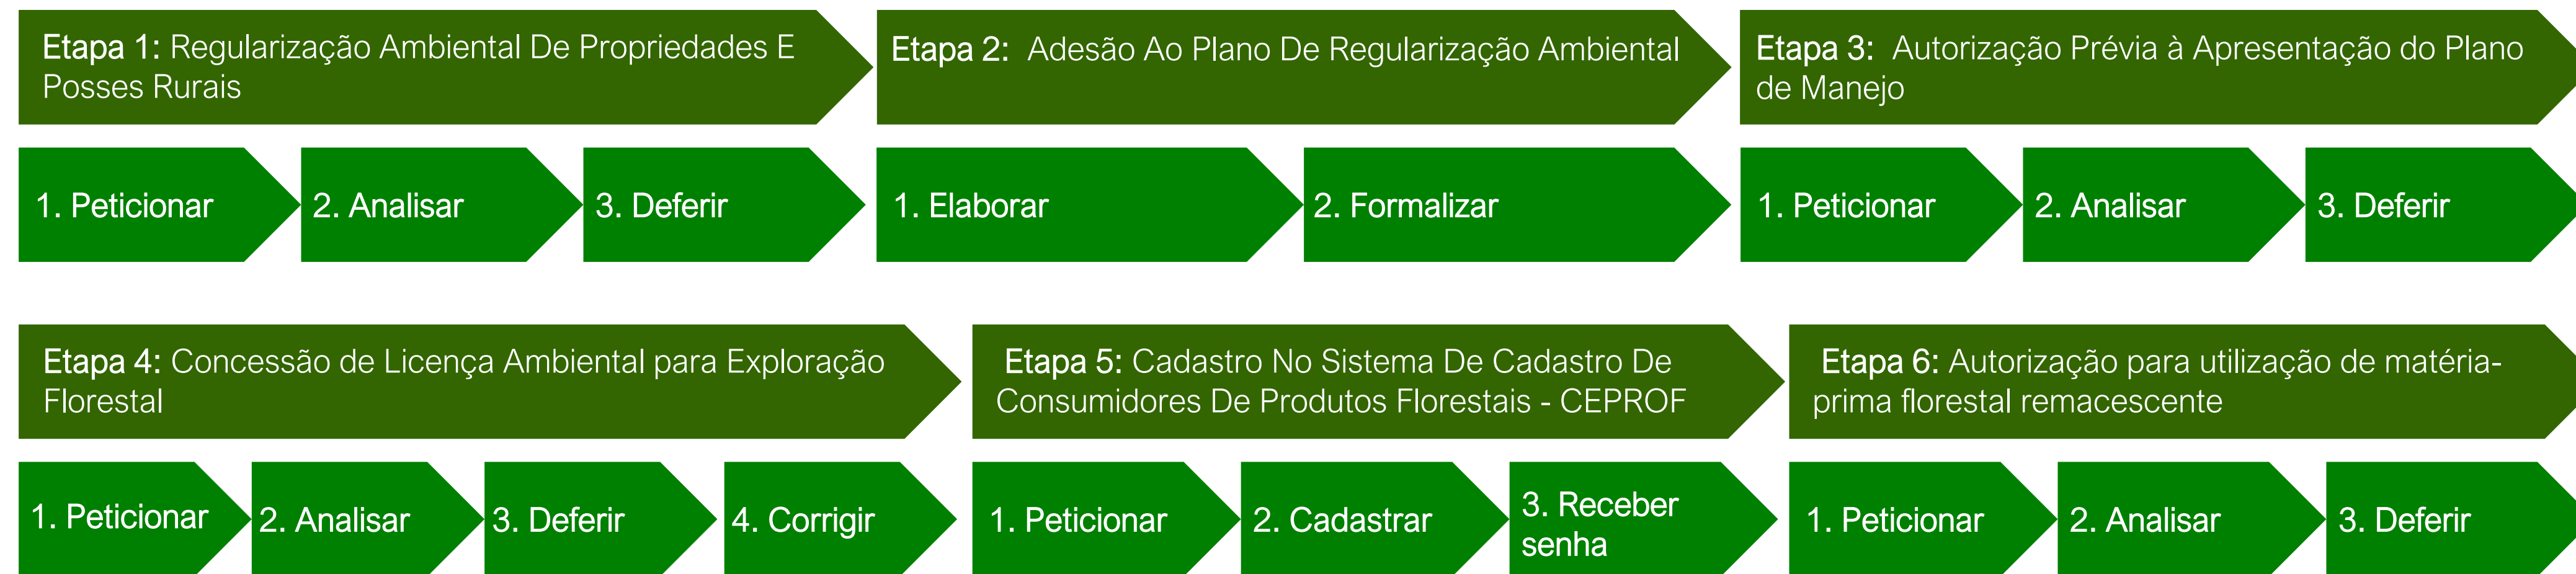 Etapa 1: Regularização Ambiental De Propriedades E
Posses Rurais
Etapa 2: Adesão Ao Plano De Regularização Ambiental
Etapa 3: Autorização Prévia à Apresentação do Plano
de Manejo
1. Peticionar
2. Analisar
3. Deferir
1. Elaborar
2. Formalizar
1. Peticionar
2. Analisar
3. Deferir
Etapa 4: Concessão de Licença Ambiental para Exploração
Florestal
Etapa 5: Cadastro No Sistema De Cadastro De
Consumidores De Produtos Florestais - CEPROF
Etapa 6: Autorização para utilização de matéria-
prima florestal remacescente
1. Peticionar
2. Analisar
3. Deferir
4. Corrigir
1. Peticionar
2. Cadastrar
3. Receber
senha
1. Peticionar
2. Analisar
3. Deferir